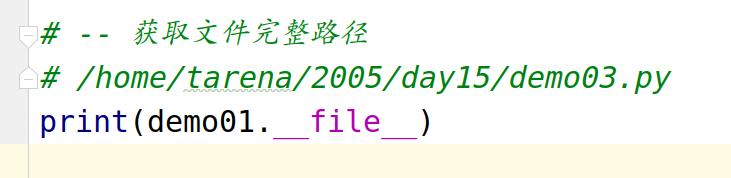 # -- 获取文件完整路径
# /home/tarena/2005/day15/demo03.py
print(demo01.__file__)